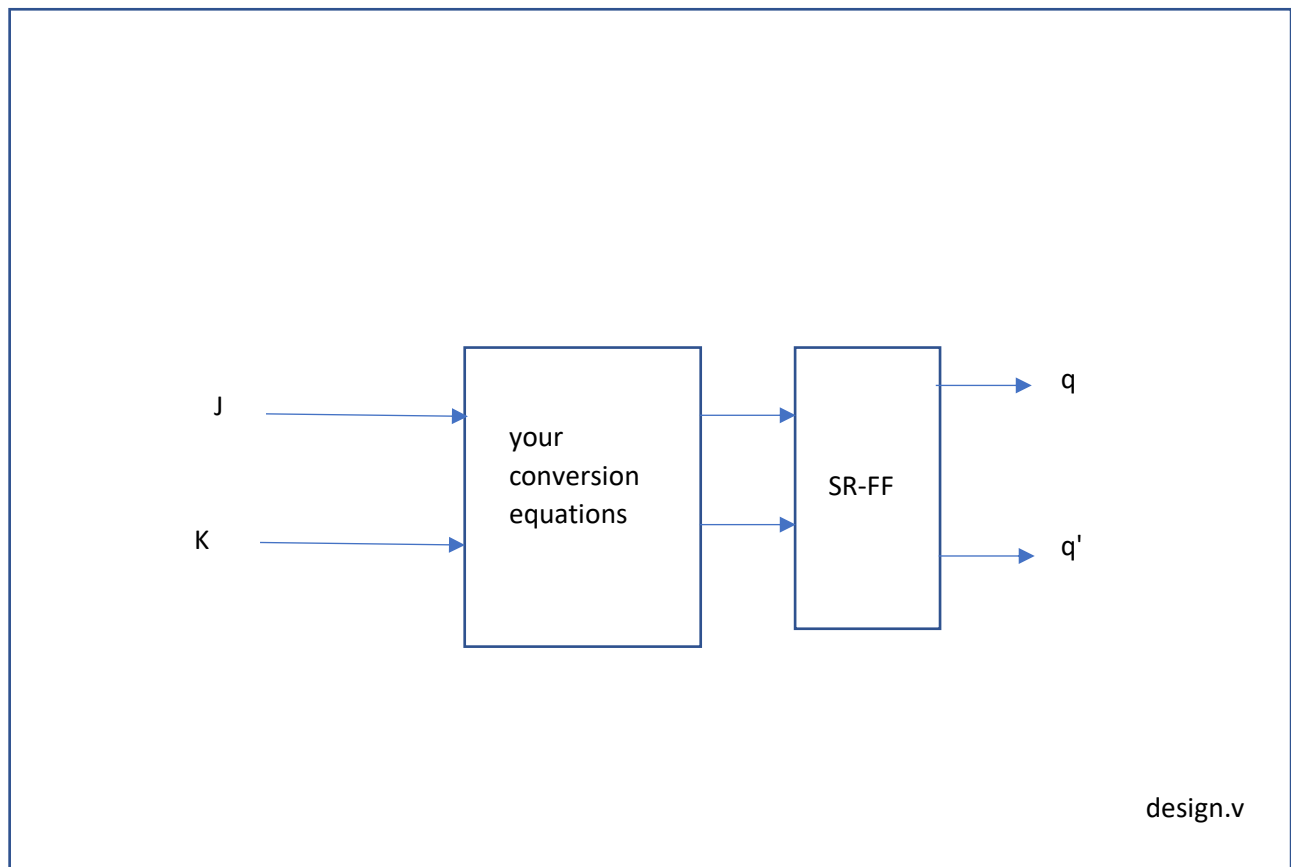 J
K
your
conversion
equations
SR-FF
q
q'
design.v